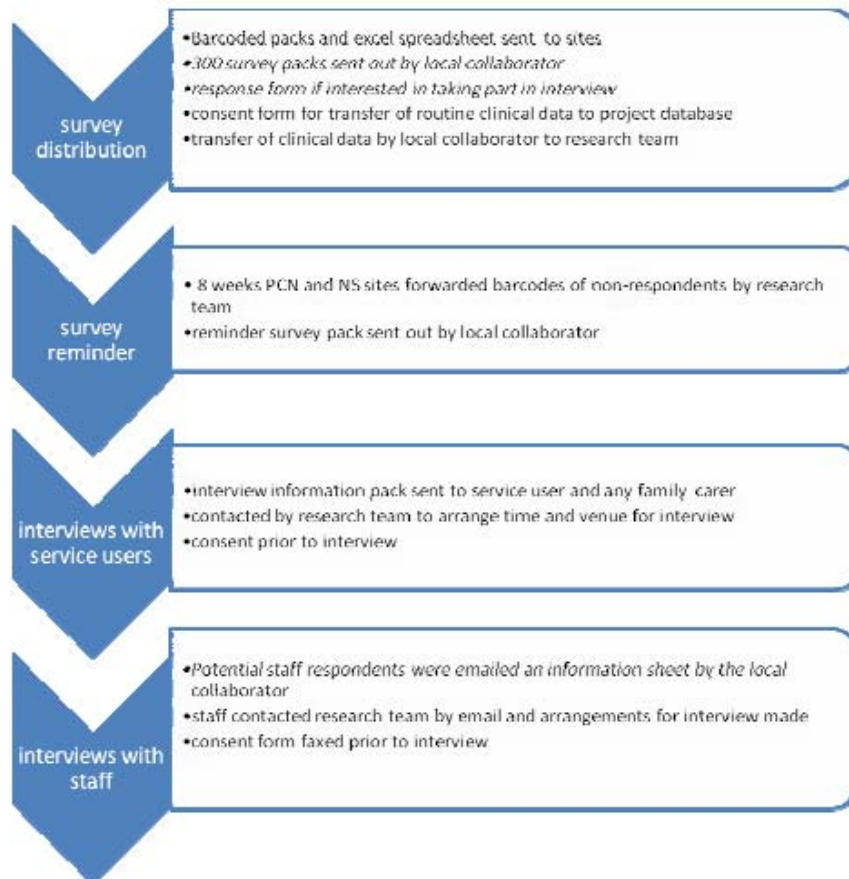 survey
distribution
•Barcoded packs and excel spreadsheet sent to sites
•300 survey packs sent out by local collaborator
•response form if interested in taking part in interview
•consent form for transfer of routine clinical data to project database
•transfer of clinical data by local collaborator to research team
survey
reminder
• 8 weeks PCN and NS sites forwarded barcodes of non-respondents by research
team
•reminder survey pack sent out by local collaborator
interviews with
service users
•interview information pack sent to service user and any family carer
•contacted by research team to arrange time and venue for interview
•consent prior to interview
interviews with
staff
•Potential staff respondents were emailed an information sheet by the local
collaborator
•staff contacted research team by email and arrangements for interview made
•consent form faxed prior to interview